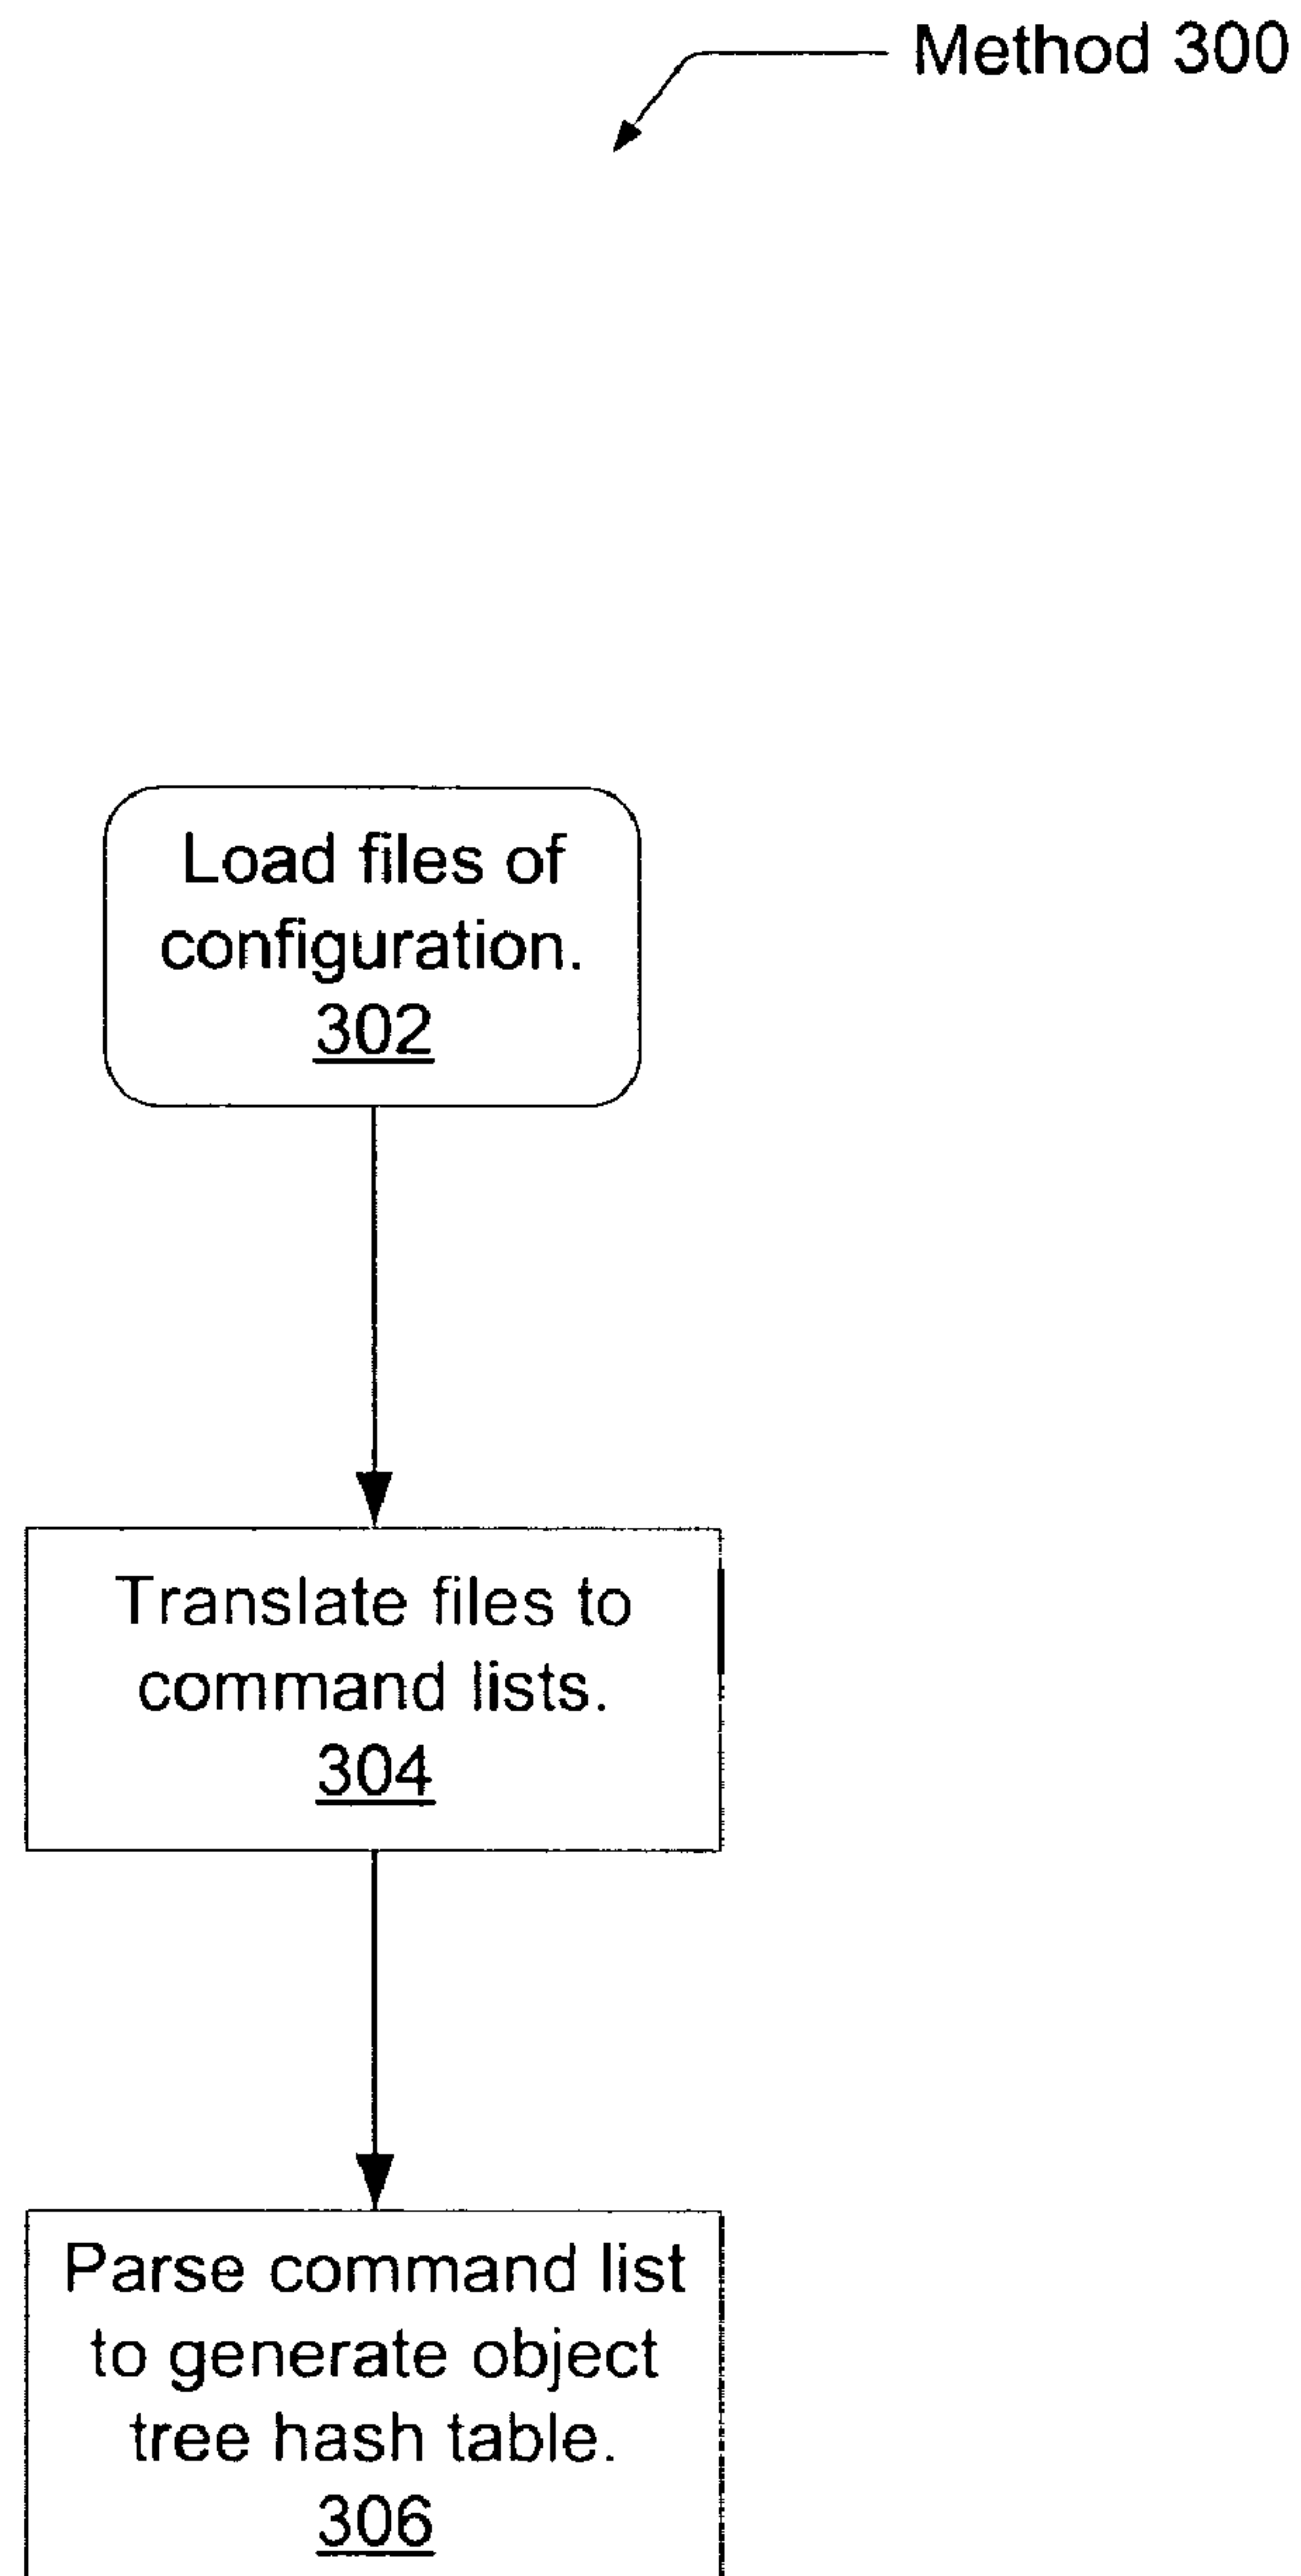 Method 300
Load files of
configuration.
302
Translate files to
command lists.
304
Parse command list
to generate object
tree hash table.
306